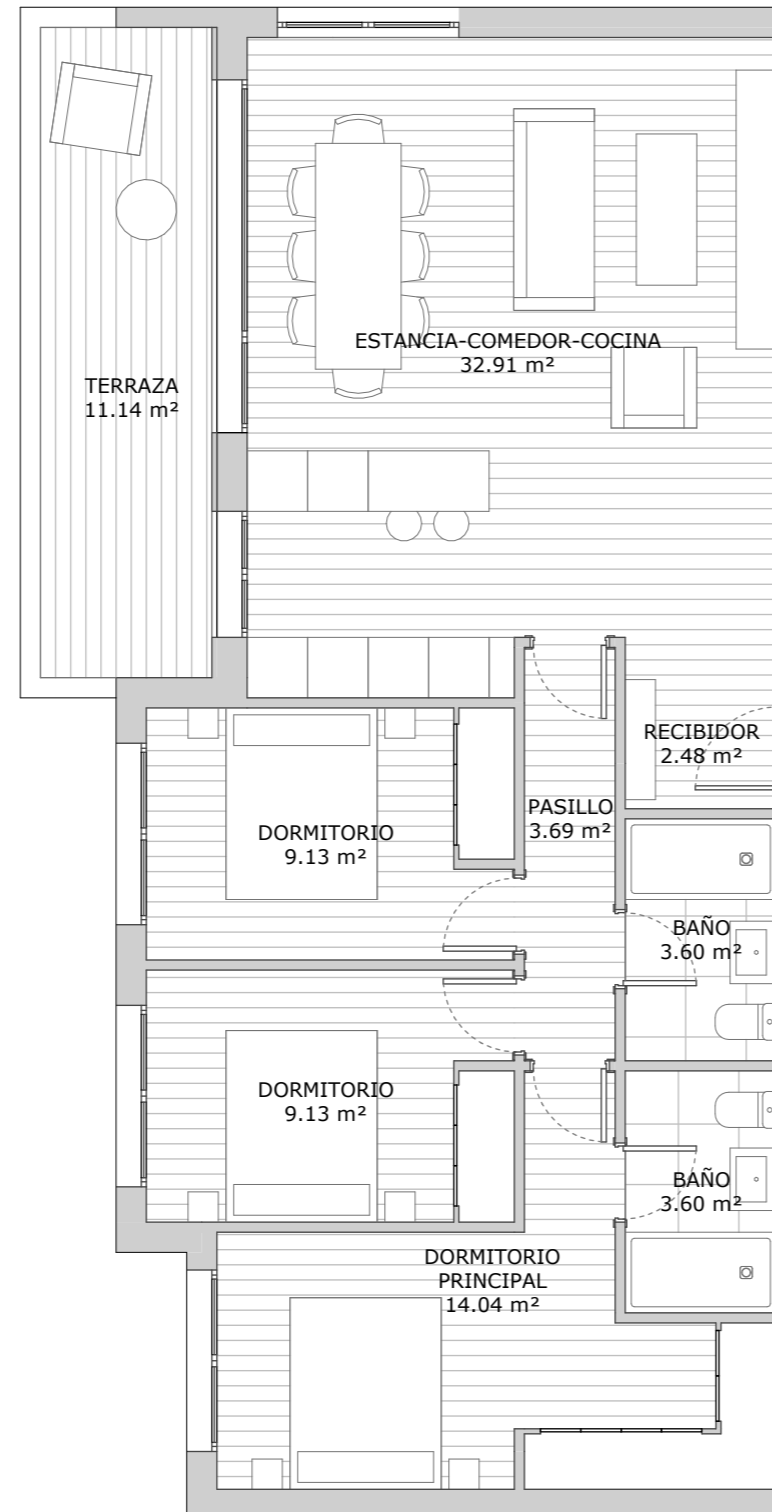 ESTANCIA-COMEDOR-COCINA
32.91 m²
TERRAZA
11.14 m²
RECIBIDOR
2.48 m²
PASILLO
3.69 m²
DORMITORIO
9.13 m²
BAÑO
3.60 m²
DORMITORIO
9.13 m²
BAÑO
3.60 m²
DORMITORIO
PRINCIPAL
14.04 m²